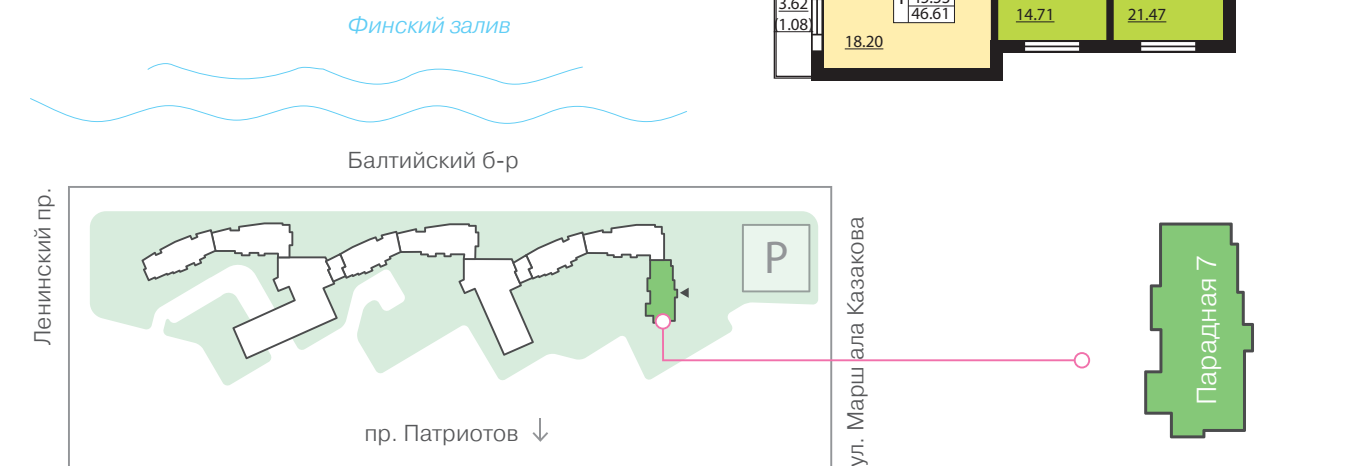 3.62
(1.08)
46.61
18.20
14.71
21.47
Финский залив
Балтийский б-р
Ленинский пр.
P
ул. Маршала Казакова
Парадная 7
пр. Патриотов